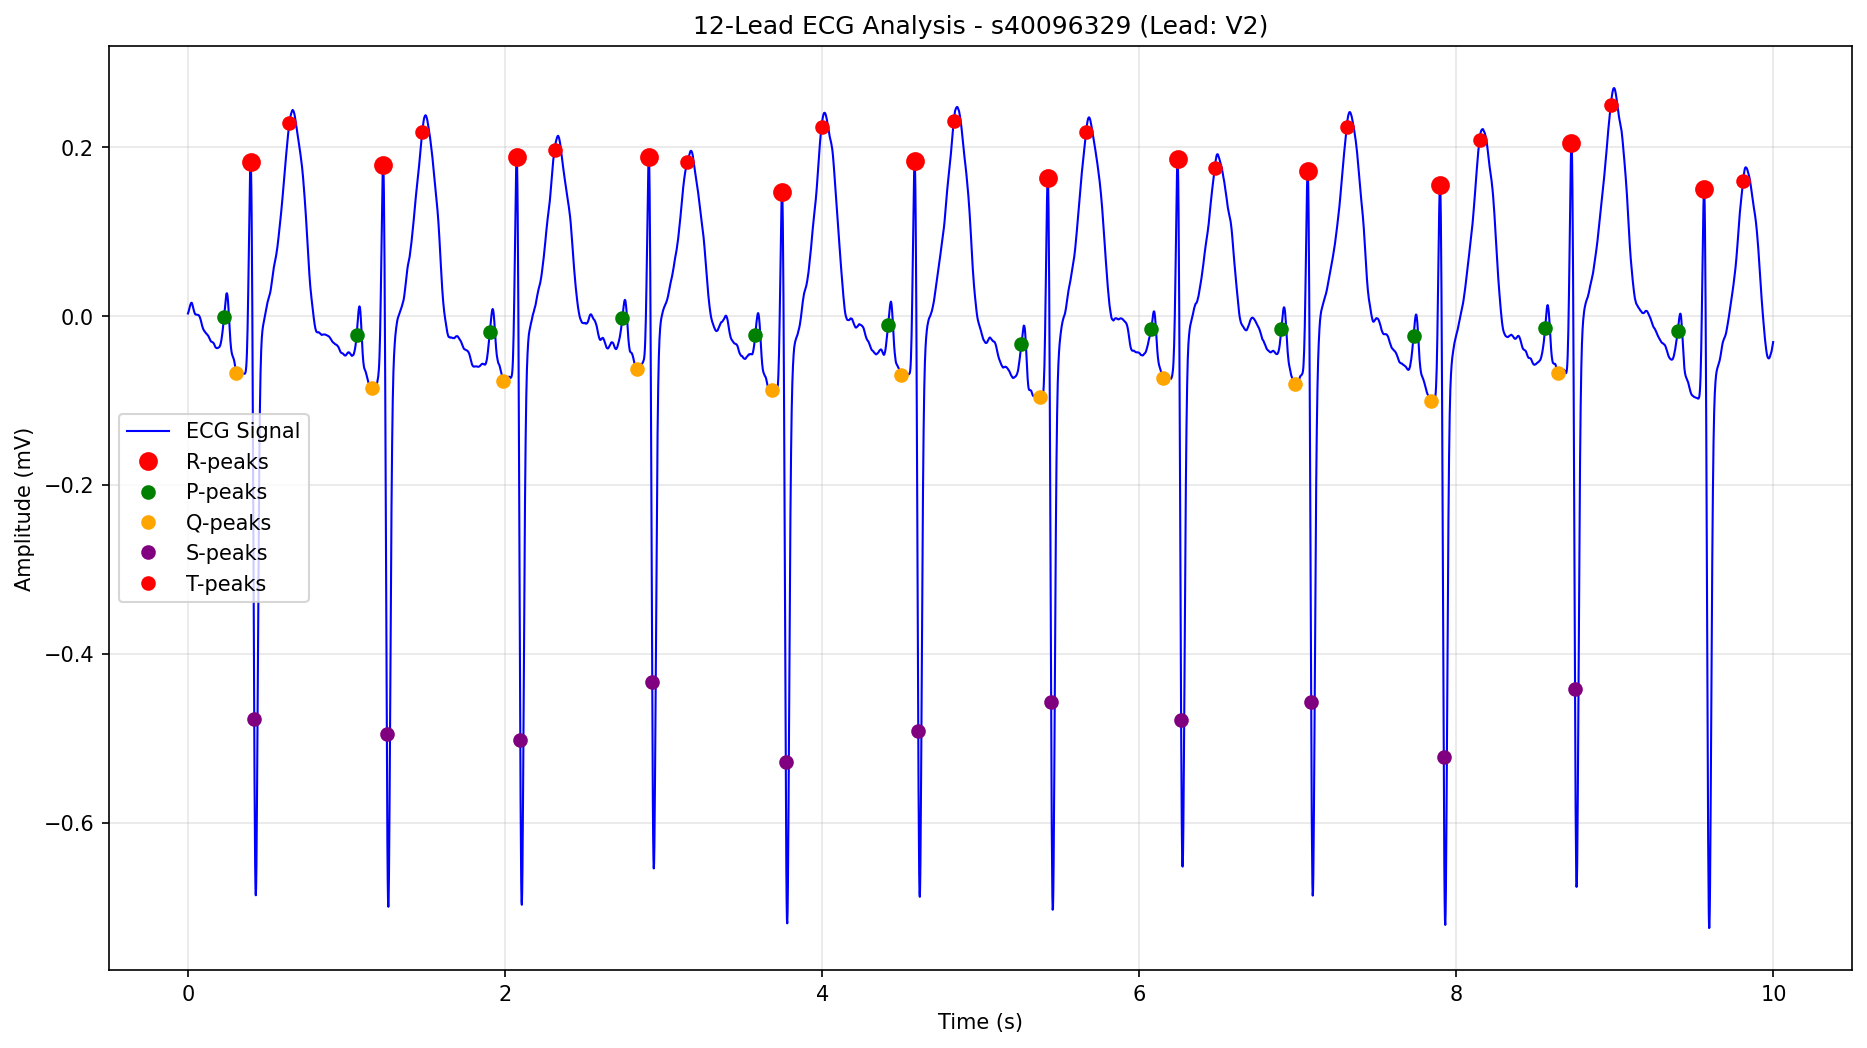 12-Lead ECG Analysis - s40096329 (Lead: V2)
Amplitude (mV)
0.2
0.0
−0.2
−0.4
−0.6
ECG Signal
R-peaks
P-peaks
Q-peaks
S-peaks
T-peaks
0 2 4 6 8 10
Time (s)